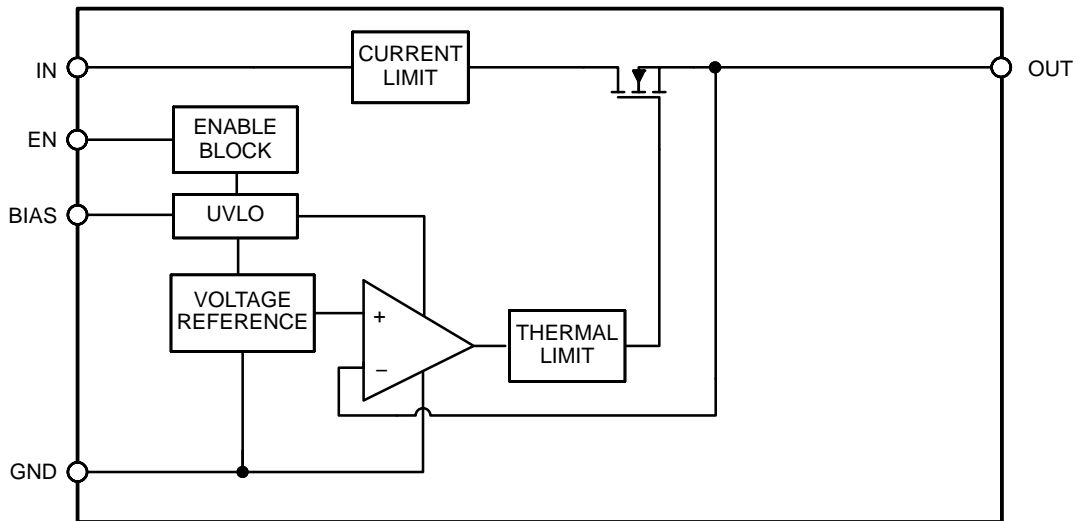 CURRENT
LIMIT
IN
OUT
EN
ENABLE
BLOCK
BIAS
UVLO
VOLTAGE
REFERENCE
+
−
THERMAL
LIMIT
GND